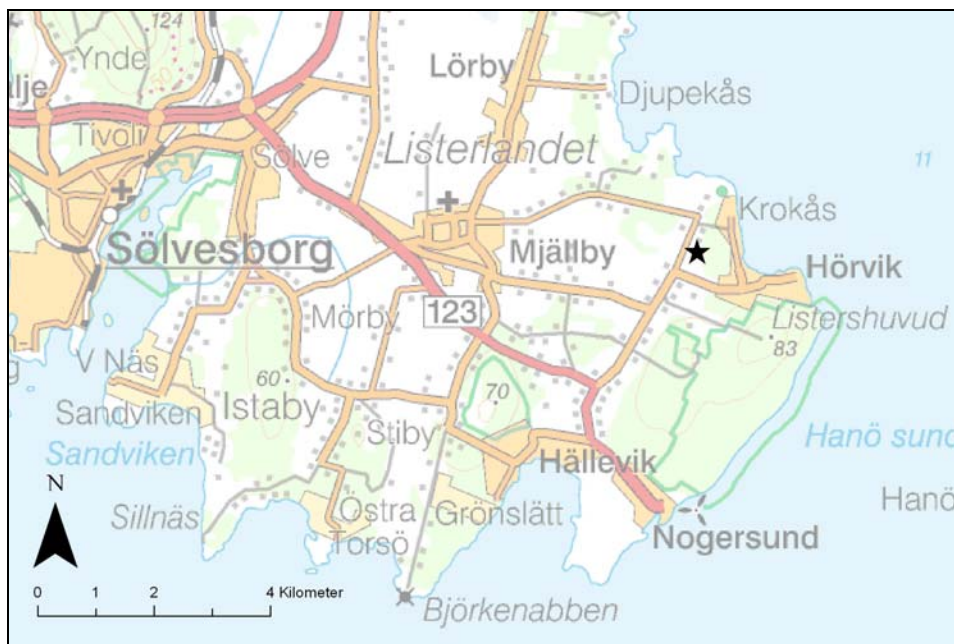 124
Ynde
50
Lörby
älje
Djupekås
Tivoli
Sölve
Listerlandet
11
Krokås
Sölvesborg
Mjällby
Hörvik
123
Mörby
Listershuvud
83
V Näs
60
70
Sandviken
Istaby
Stiby
Hanö sund
Sandviken
Hällevik
N
Hanö
Sillnäs
Östra
Torsö
Grönslätt
Nogersund
0 1 2 4 Kilometer
Björkenabben